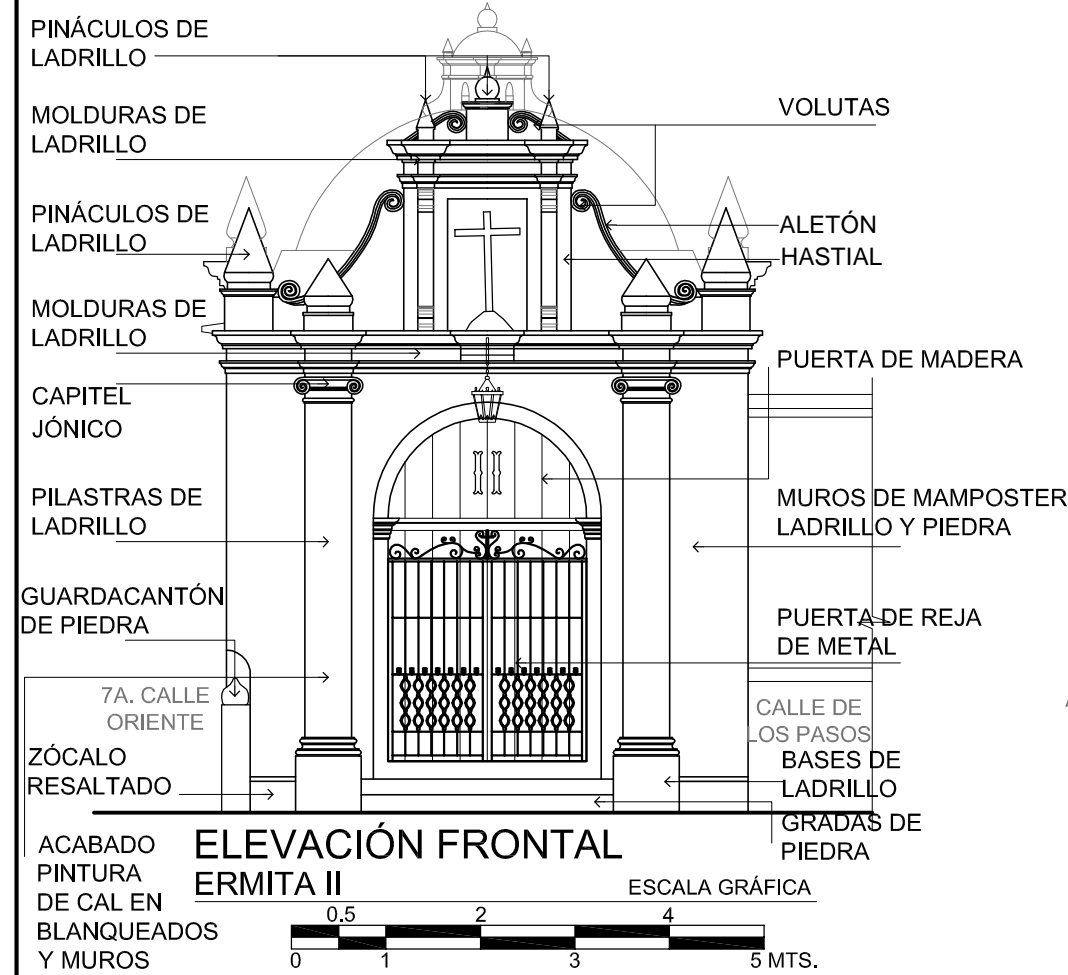 PINÁCULOS DE
LADRILLO
MOLDURAS DE
LADRILLO
PINÁCULOS DE
LADRILLO
MOLDURAS DE
LADRILLO
CAPITEL
JÓNICO
PILASTRAS DE
LADRILLO
GUARDACANTÓN
DE PIEDRA
7A. CALLE
ORIENTE
ZÓCALO
RESALTADO
ACABADO
PINTURA
DE CAL EN
BLANQUEADOS
Y MUROS
VOLUTAS
ALETÓN
HASTIAL
PUERTA DE MADERA
II
MUROS DE MAMPOSTER
LADRILLO Y PIEDRA
PUERTA DE REJA
DE METAL
CALLE DE
LOS PASOS
BASES DE
LADRILLO
GRADAS DE
PIEDRA
ELEVACIÓN FRONTAL
ERMITA II
ESCALA GRÁFICA
0.5 2 4
0 1 3 5 MTS.